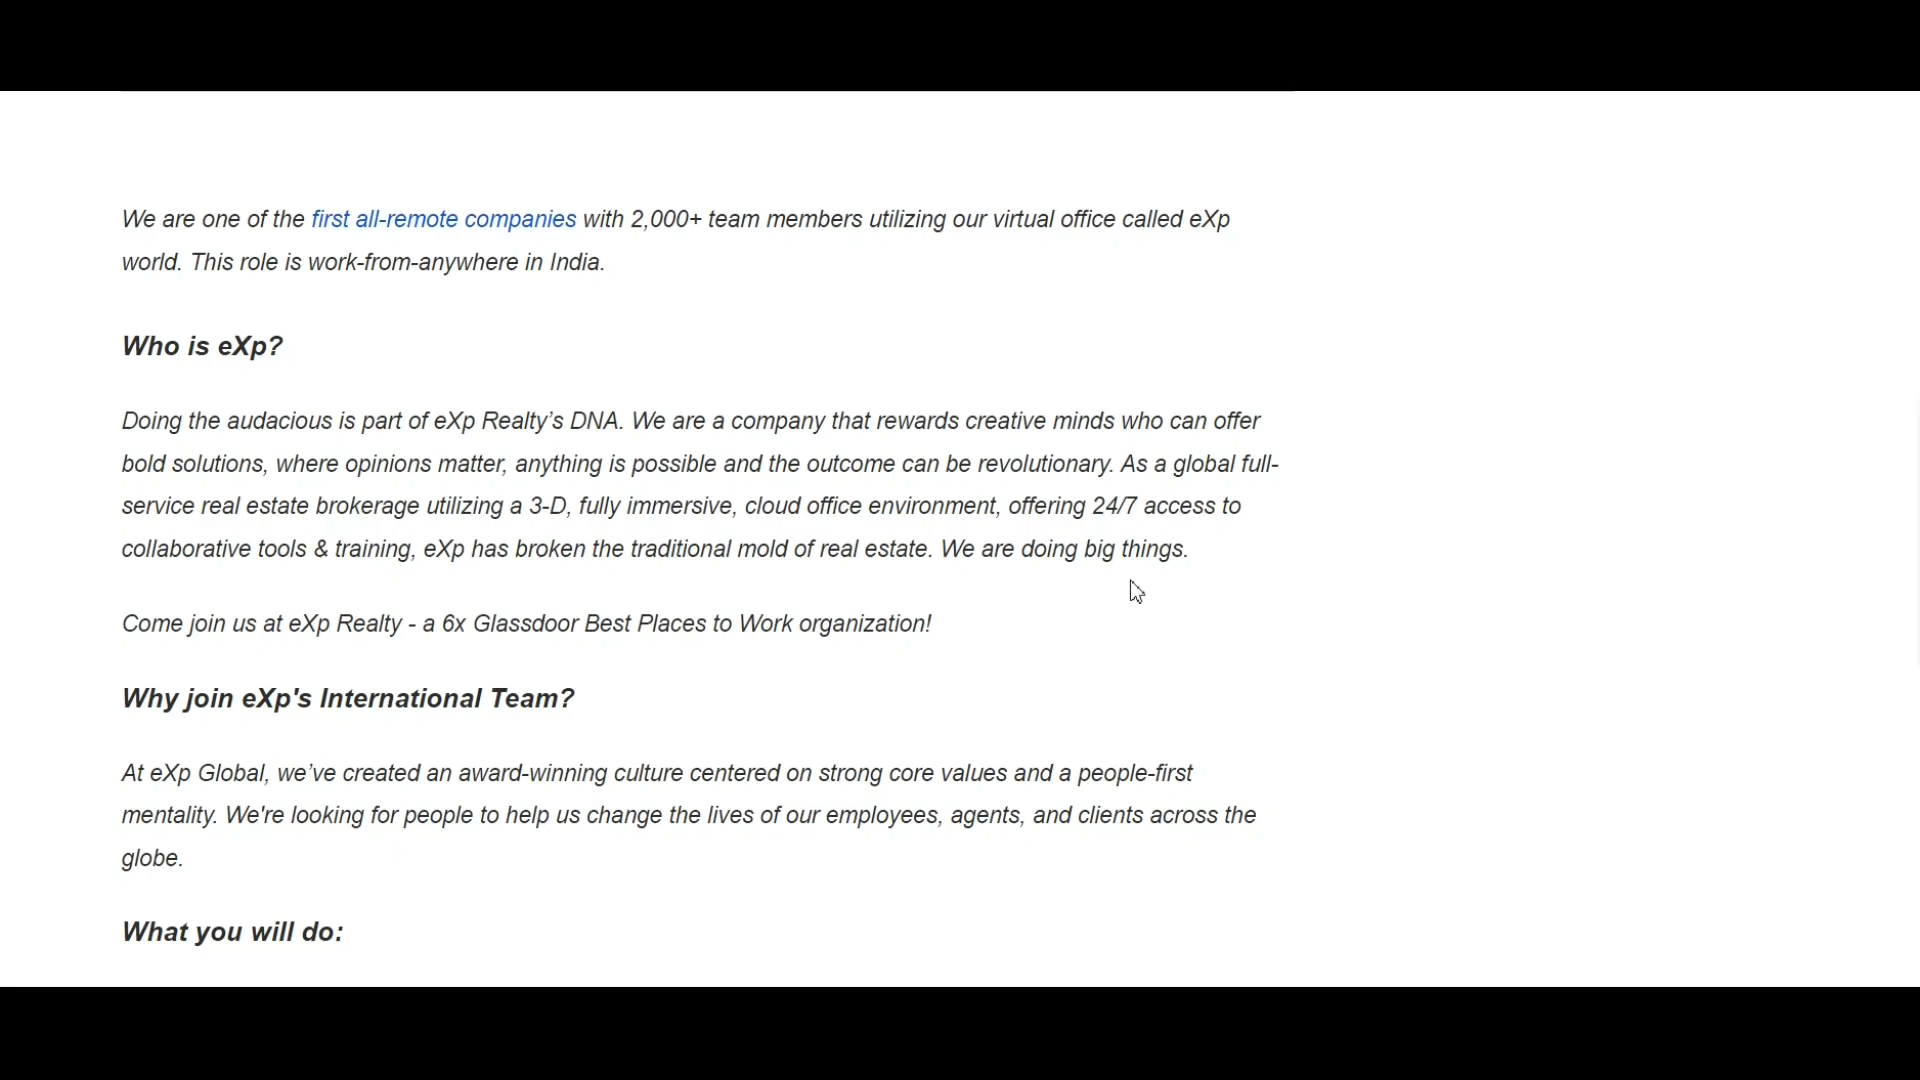 We are one of the first all-remote companies with 2,000+ team members utilizing our virtual office called eXp
world. This role is work-from-anywhere in India.
Who is eXp?
Doing the audacious is part of eXp Realty’s DNA. We are a company that rewards creative minds who can offer
bold solutions, where opinions matter, anything is possible and the outcome can be revolutionary. As a global full-
service real estate brokerage utilizing a 3-D, fully immersive, cloud office environment, offering 24/7 access to
collaborative tools & training, eXp has broken the traditional mold of real estate. We are doing big things.
Come join us at eXp Realty - a 6x Glassdoor Best Places to Work organization!
Why join eXp's International Team?
At eXp Global, we’ve created an award-winning culture centered on strong core values and a people-first
mentality. We're looking for people to help us change the lives of our employees, agents, and clients across the
globe.
What you will do: